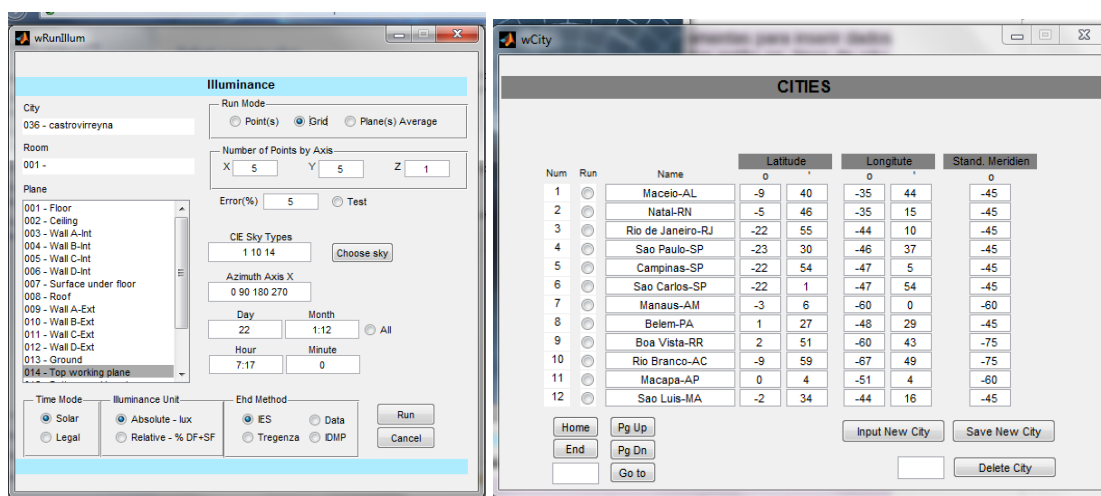 wRunIllum
Illuminance
City
036 - castrovirreyna
Room
001 -
Plane
001 - Floor
002 - Ceiling
003 - Wall A-Int
004 - Wall B-Int
005 - Wall C-Int
006 - Wall D-Int
007 - Surface under floor
008 - Roof
009 - Wall A-Ext
010 - Wall B-Ext
011 - Wall C-Ext
012 - Wall D-Ext
013 - Ground
014 - Top working plane
Run Mode
Point(s) Grid Plane(s) Average
Number of Points by Axis
X 5 Y 5 Z 1
Error(%) 5 Test
CIE Sky Types
1 10 14 Choose sky
Azimuth Axis X
0 90 180 270
Day Month
22 1:12 All
Hour Minute
7:17 0
Time Mode
Solar
Legal
Illuminance Unit
Absolute - lux
Relative - % DF+SF
End Method
IES Data
Tregenza IDMP
Run
Cancel
wCity
amentos para inserir dados
CITIES
Latitude Longitute Stand. Meridien
Num Run Name o ' o ' o
1 Maceio-AL -9 40 -35 44 -45
2 Natal-RN -5 46 -35 15 -45
3 Rio de Janeiro-RJ -22 55 -44 10 -45
4 Sao Paulo-SP -23 30 -46 37 -45
5 Campinas-SP -22 54 -47 5 -45
6 Sao Carlos-SP -22 1 -47 54 -45
7 Manaus-AM -3 6 -60 0 -60
8 Belem-PA 1 27 -48 29 -45
9 Boa Vista-RR 2 51 -60 43 -75
10 Rio Branco-AC -9 59 -67 49 -75
11 Macapa-AP 0 4 -51 4 -60
12 Sao Luis-MA -2 34 -44 16 -45
Home Pg Up Input New City Save New City
End Pg Dn
Go to Delete City